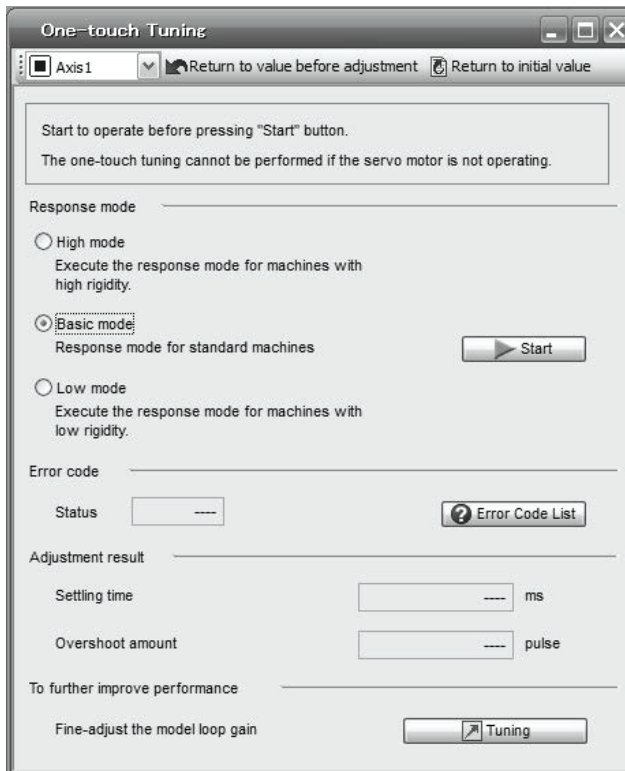 One-touch Tuning
Axis1 Return to value before adjustment Return to initial value
Start to operate before pressing "Start" button.
The one-touch tuning cannot be performed if the servo motor is not operating.
Response mode
High mode
Execute the response mode for machines with
high rigidity.
Basic mode
Response mode for standard machines
Start
Low mode
Execute the response mode for machines with
low rigidity.
Error code
Status ---- Error Code List
Adjustment result
Settling time ---- ms
Overshoot amount ---- pulse
To further improve performance
Fine-adjust the model loop gain Tuning